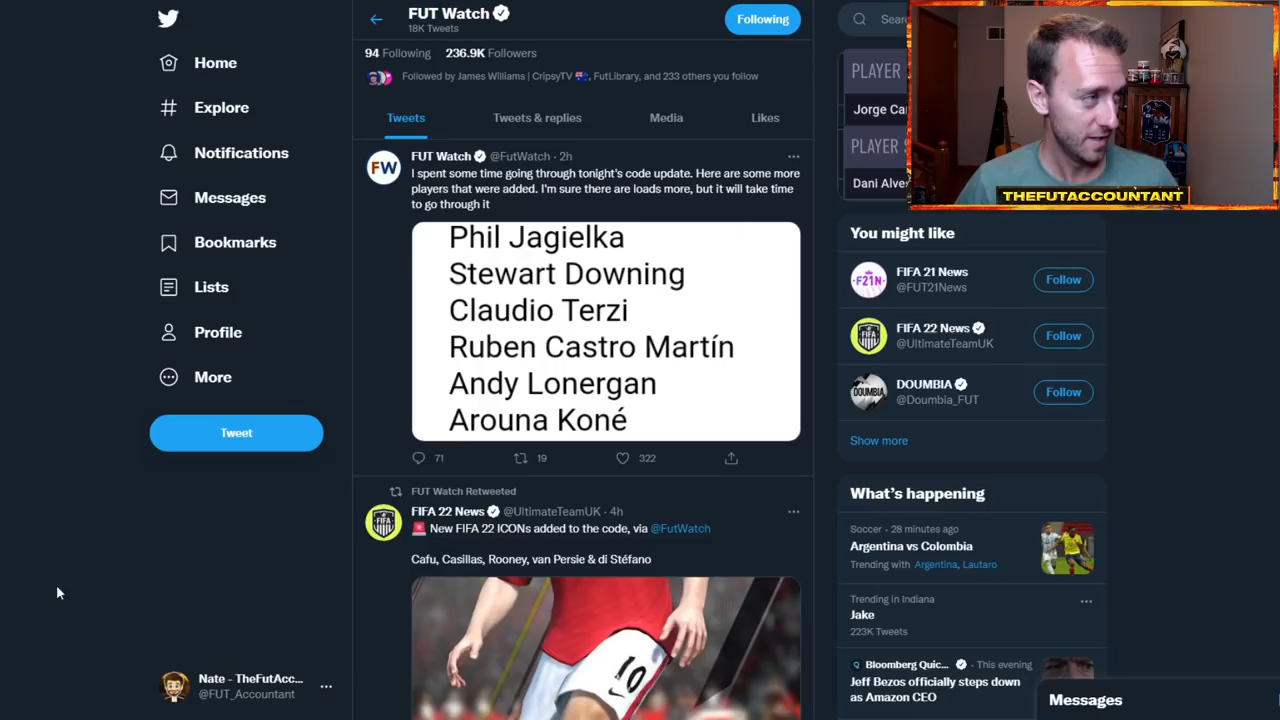 Home
Explore
Notifications
Messages
Bookmarks
Lists
Profile
More
Tweet
Nate - TheFutAcc...
@FUT_Accountant
FUT Watch
18K Tweets
Following
94 Following 236.9K Followers
Followed by James Williams | CripsyTV 🇦🇺, FutLibrary, and 233 others you follow
Tweets Tweets & replies Media Likes
FUT Watch @FutWatch · 2h
I spent some time going through tonight's code update. Here are some more
players that were added. I'm sure there are loads more, but it will take time
to go through it
Phil Jagielka
Stewart Downing
Claudio Terzi
Ruben Castro Martín
Andy Lonergan
Arouna Koné
71 19 322
FUT Watch Retweeted
FIFA 22 News @UltimateTeamUK · 4h
🚨 New FIFA 22 ICONs added to the code, via @FutWatch
Cafu, Casillas, Rooney, van Persie & di Stéfano
10
PLAYER
PLAYER
THEFUTACCOUNTANT
You might like
FIFA 21 News
@FUT21News
Follow
FIFA 22 News
@UltimateTeamUK
Follow
DOUMBIA
@Doumbia_FUT
Follow
Show more
What's happening
Soccer · 28 minutes ago
Argentina vs Colombia
Trending with Argentina, Lautaro
Trending in Indiana
Jake
223K Tweets
Bloomberg Quic... · This evening
Jeff Bezos officially steps down
as Amazon CEO
Messages